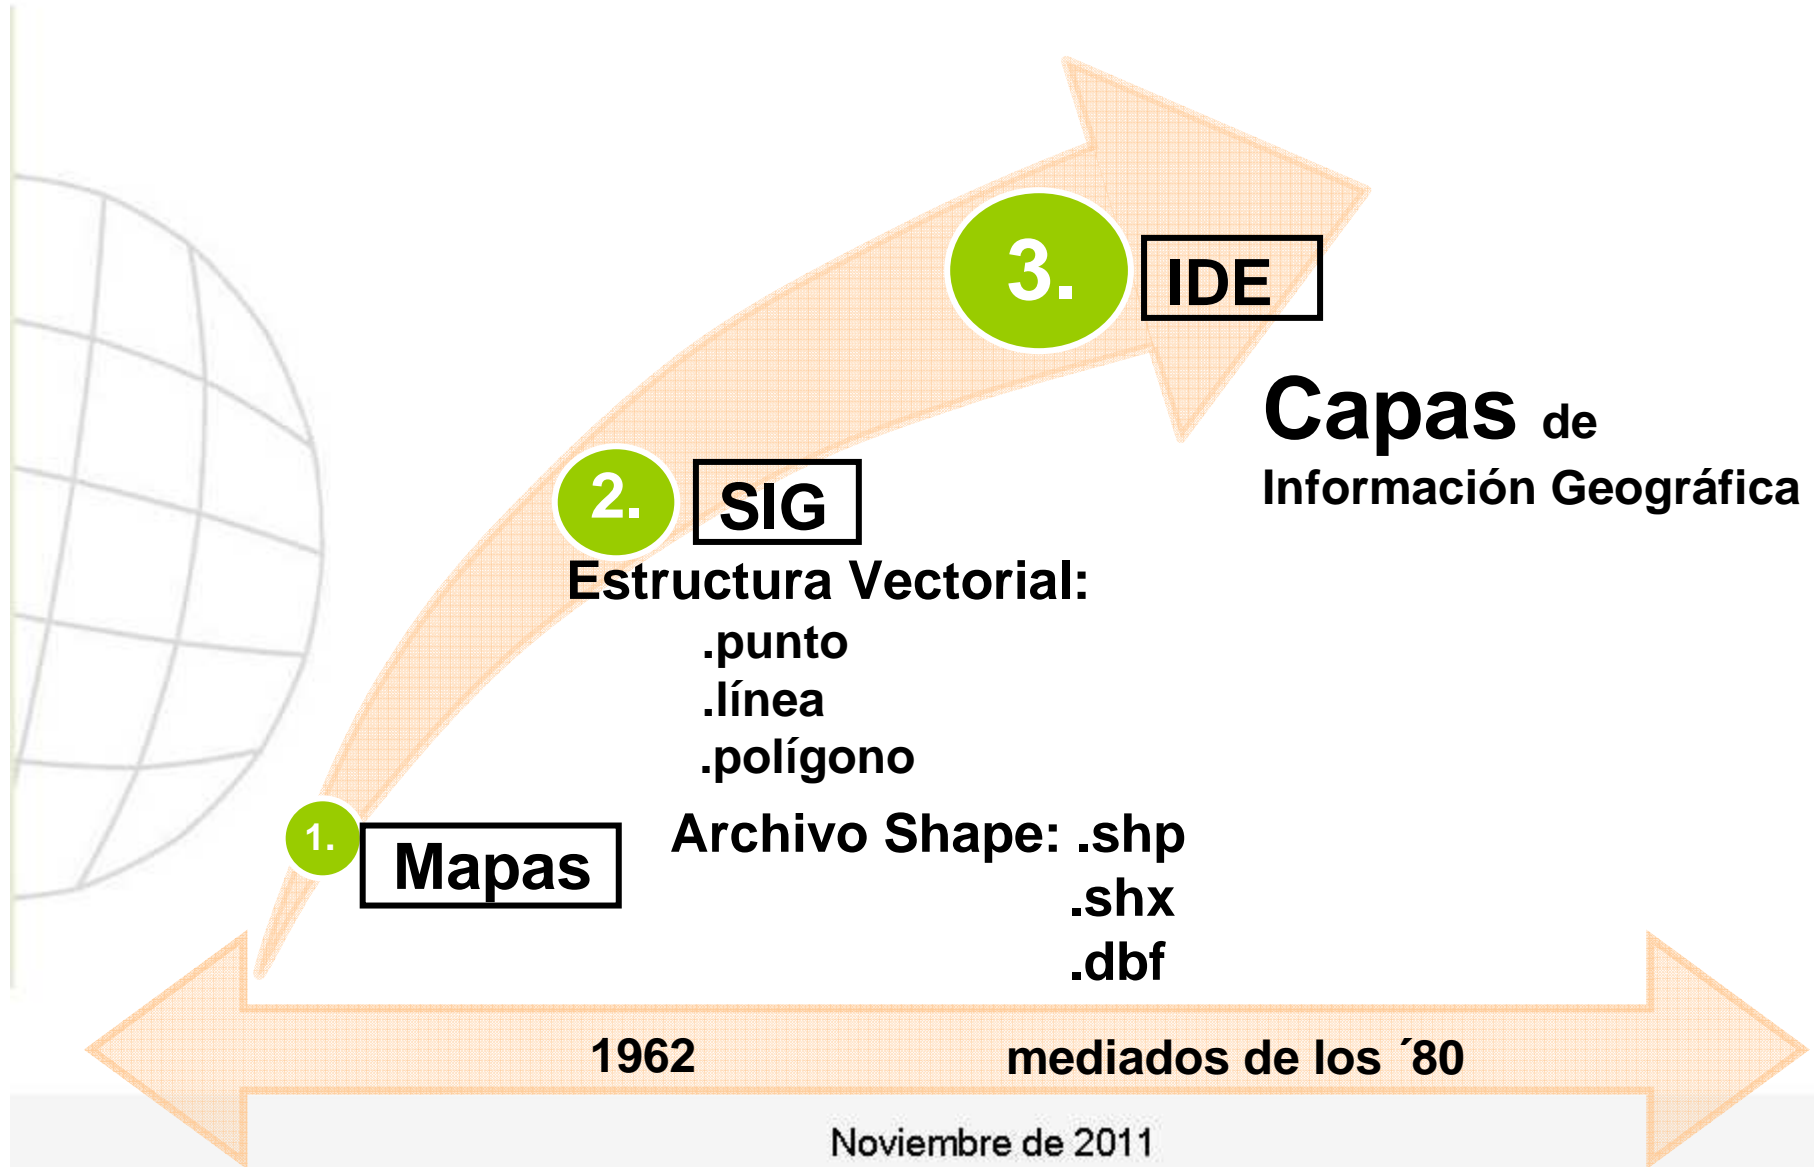 3.
IDE
Capas de
Información Geográfica
2.
SIG
Estructura Vectorial:
.punto
.línea
.polígono
1.
Mapas
Archivo Shape: .shp
.shx
.dbf
1962
mediados de los ´80
Noviembre de 2011